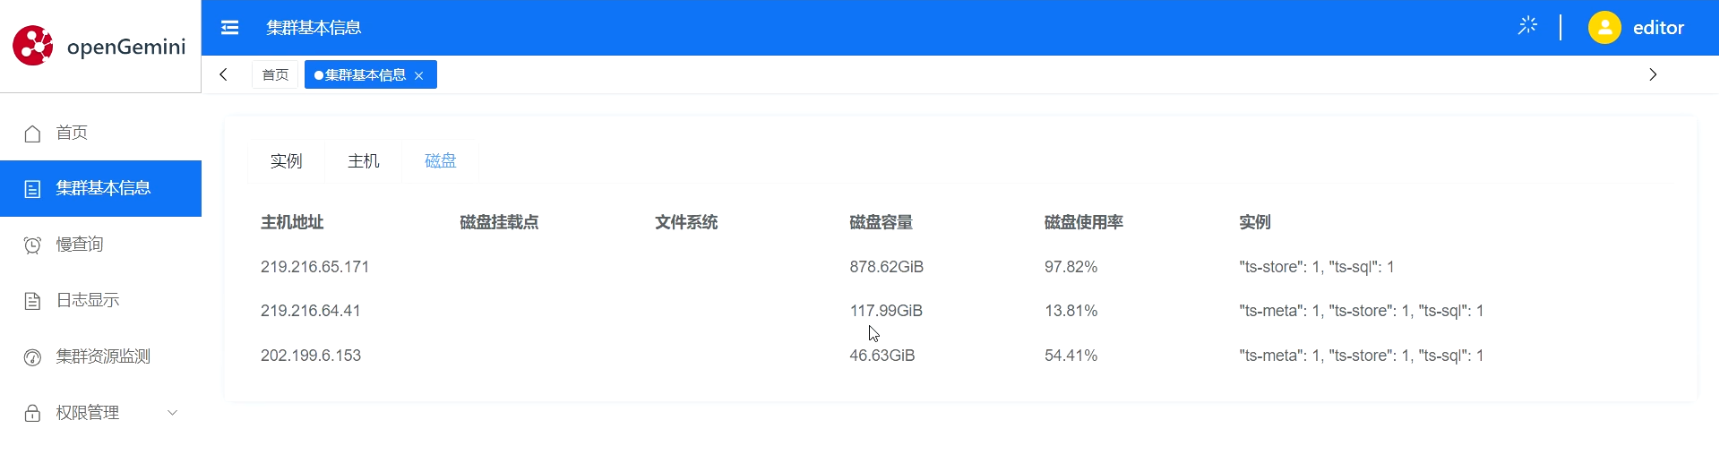 openGemini
集群基本信息
editor
首页
集群基本信息
首页
集群基本信息
慢查询
日志显示
集群资源监测
权限管理
实例 主机 磁盘
主机地址 磁盘挂载点 文件系统 磁盘容量 磁盘使用率 实例
219.216.65.171 878.62GiB 97.82% "ts-store": 1, "ts-sql": 1
219.216.64.41 117.99GiB 13.81% "ts-meta": 1, "ts-store": 1, "ts-sql": 1
202.199.6.153 46.63GiB 54.41% "ts-meta": 1, "ts-store": 1, "ts-sql": 1